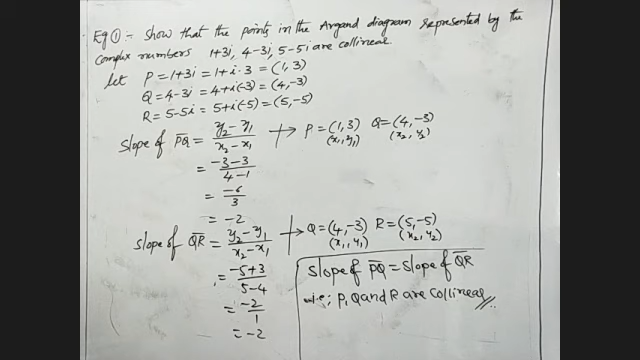 Eg ① :- Show that the points in the Argand diagram represented by the
complex numbers 1+3i, 4-3i, 5-5i are collinear.
let P = 1+3i = 1+i·3 = (1, 3)
Q = 4-3i = 4+i(-3) = (4, -3)
R = 5-5i = 5+i(-5) = (5, -5)
Slope of PQ = (y₂-y₁)/(x₂-x₁) → P = (1, 3) Q = (4, -3)
(x₁, y₁) (x₂, y₂)
= (-3-3)/(4-1)
= -6/3
= -2
Slope of QR = (y₂-y₁)/(x₂-x₁) → Q = (4, -3) R = (5, -5)
(x₁, y₁) (x₂, y₂)
= (-5+3)/(5-4)
= -2/1
= -2
Slope of PQ = Slope of QR
i.e; P, Q and R are collinear